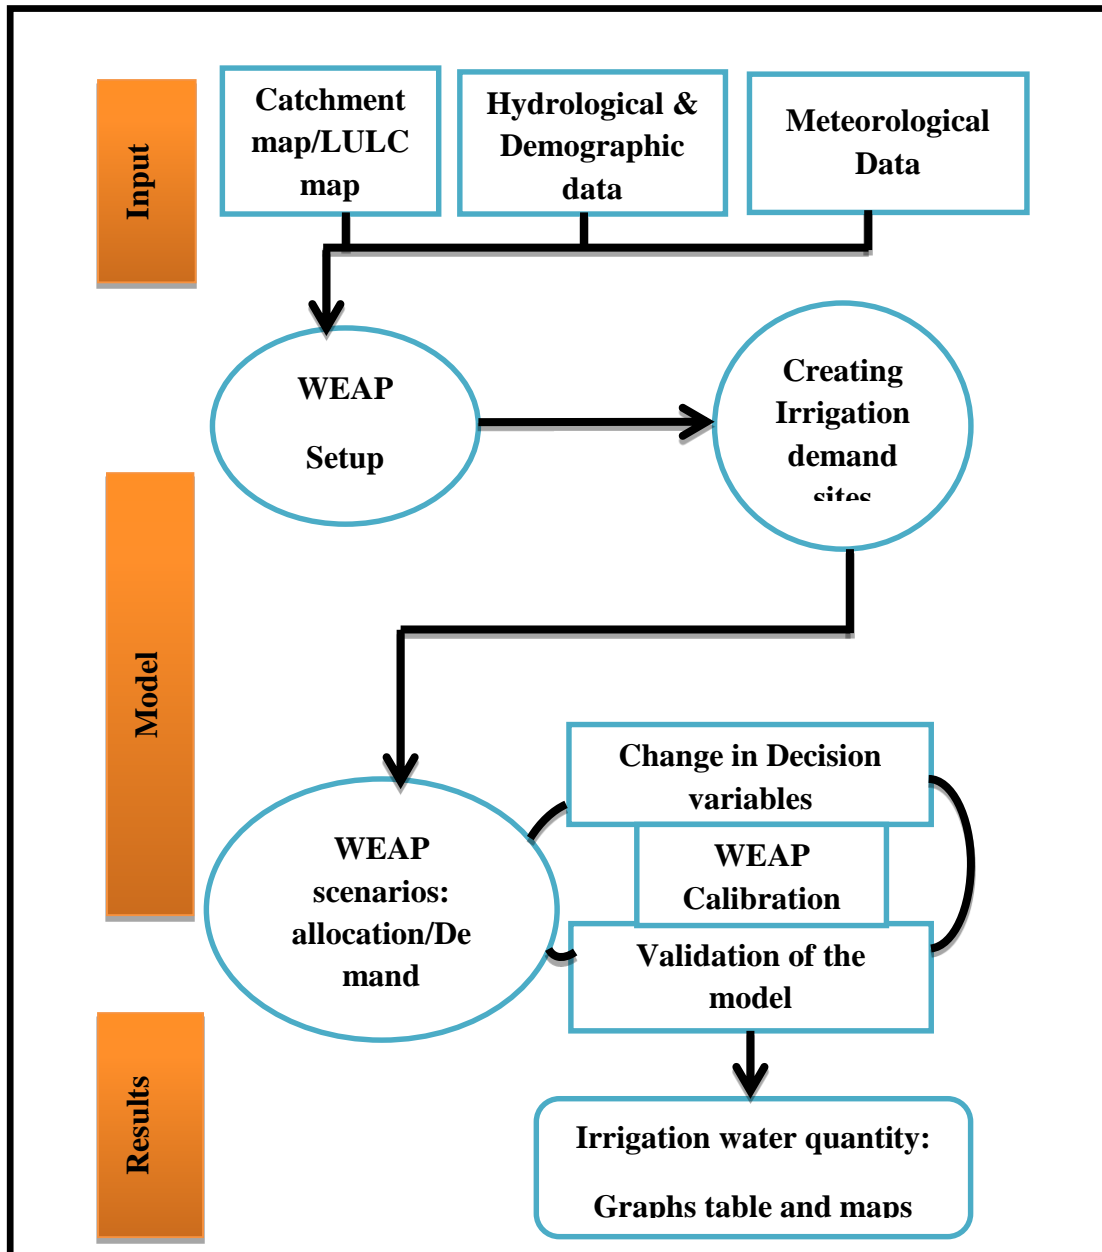 Input
Catchment
map/LULC
map
Hydrological &
Demographic
data
Meteorological
Data
WEAP
Setup
Creating
Irrigation
demand
sites
Model
Change in Decision
variables
WEAP
Calibration
Validation of the
model
WEAP
scenarios:
allocation/De
mand
Results
Irrigation water quantity:
Graphs table and maps